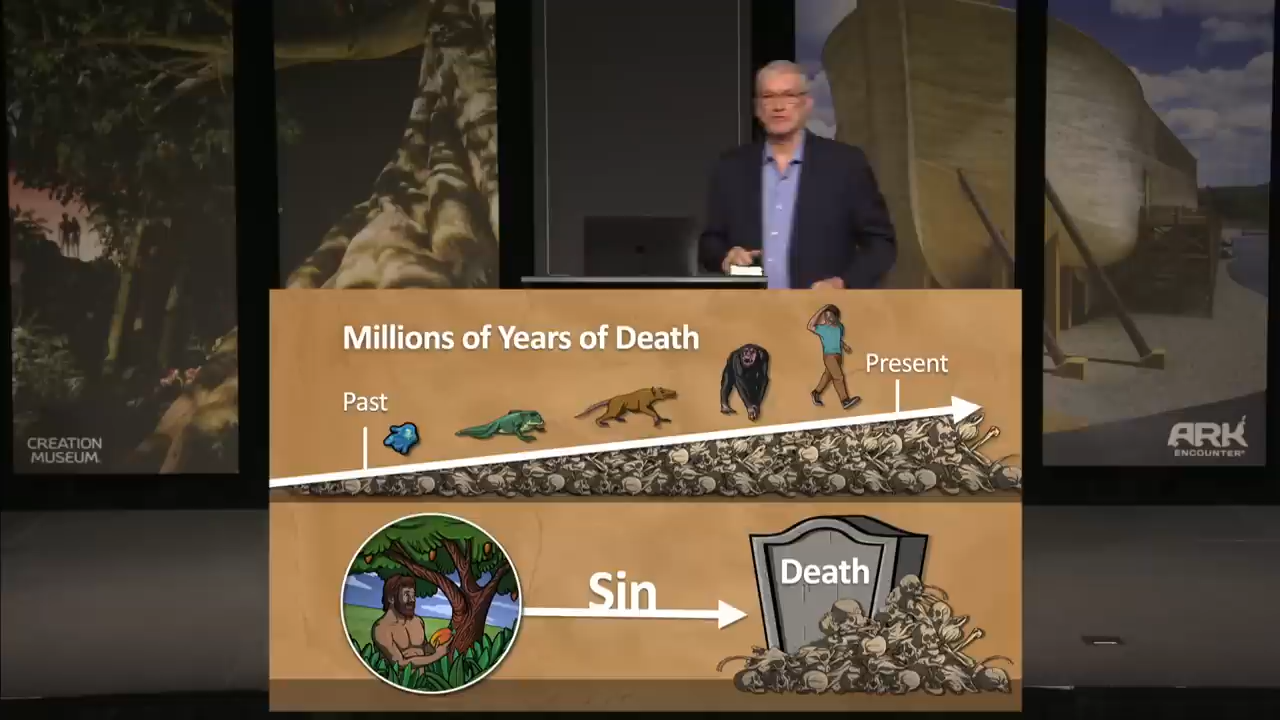 Millions of Years of Death
Past
Present
CREATION
MUSEUM
ARK
ENCOUNTER
Sin
Death